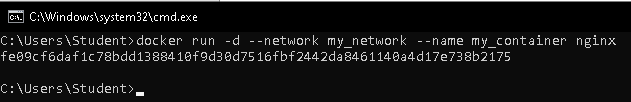 C:\Windows\system32\cmd.exe
C:\Users\Student>docker run -d --network my_network --name my_container nginx
fe09cf6daf1c78bdd1388410f9d30d7516fbf2442da8461140a4d17e738b2175
C:\Users\Student>